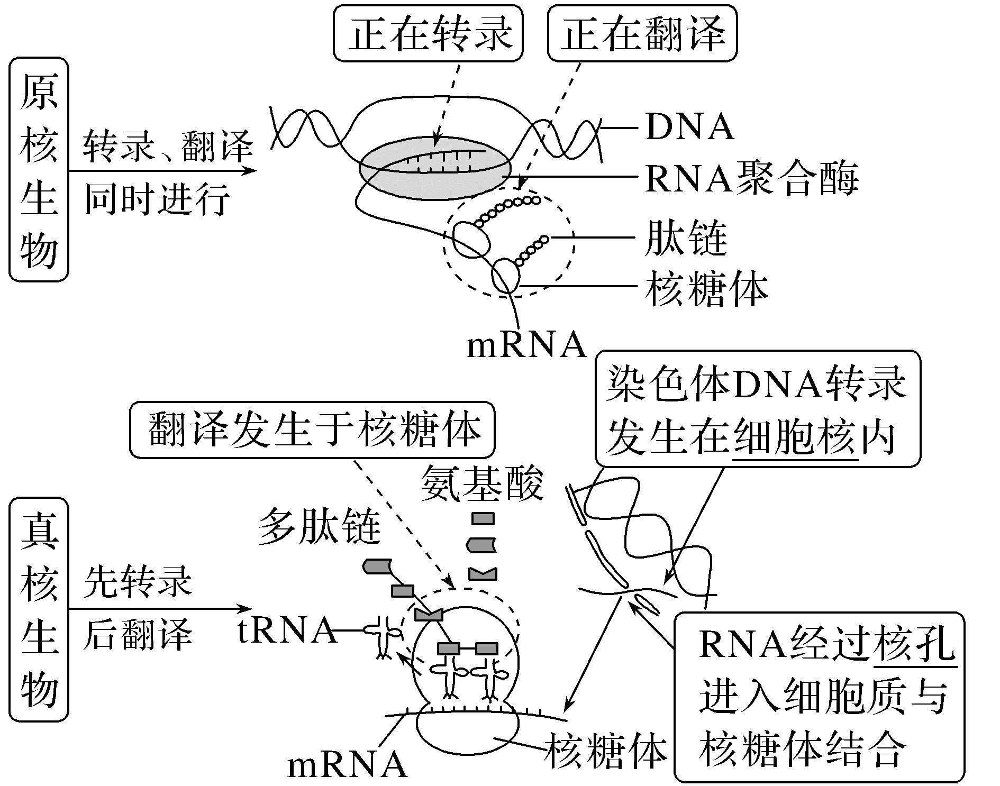 正在转录
正在翻译
原核生物
转录、翻译
同时进行
DNA
RNA聚合酶
肽链
核糖体
mRNA
染色体DNA转录
发生在细胞核内
翻译发生于核糖体
氨基酸
多肽链
真核生物
先转录
后翻译
tRNA
RNA经过核孔
进入细胞质与
核糖体结合
核糖体
mRNA